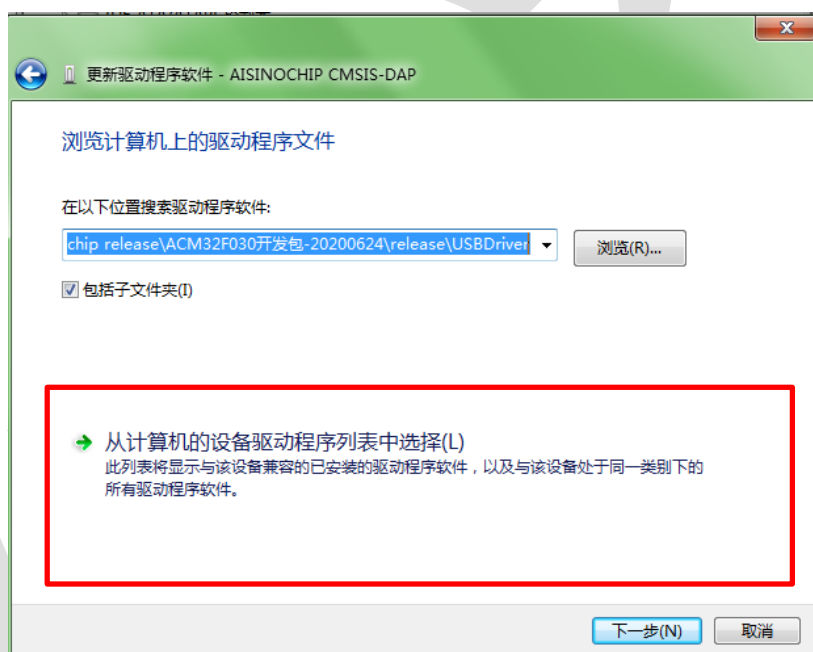 更新驱动程序软件 - AISINOCHIP CMSIS-DAP
浏览计算机上的驱动程序文件
在以下位置搜索驱动程序软件:
chip release\ACM32F030开发包-20200624\release\USBDriver
浏览(R)...
包括子文件夹(I)
从计算机的设备驱动程序列表中选择(L)
此列表将显示与该设备兼容的已安装的驱动程序软件，以及与该设备处于同一类别下的
所有驱动程序软件。
下一步(N)
取消